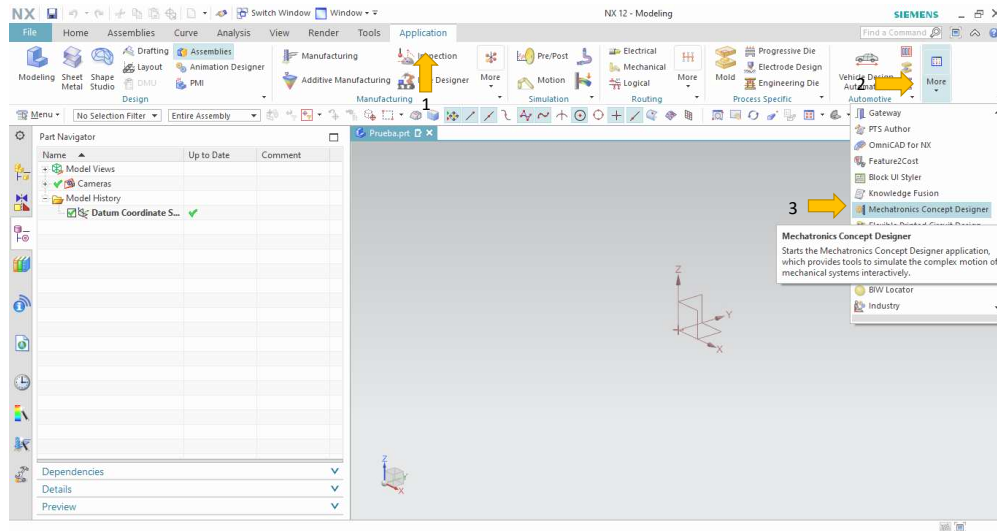 NX Switch Window Window NX 12 - Modeling SIEMENS
File Home Assemblies Curve Analysis View Render Tools Application Find a Command
Modeling
Sheet Metal
Shape Studio
Drafting
Layout
DMU
Assemblies
Animation Designer
PMI
Design
Manufacturing
Additive Manufacturing
Designer
More
Manufacturing
1
Pre/Post
Motion
Simulation
Electrical
Mechanical
Logical
More
Routing
Mold
Progressive Die
Electrode Design
Engineering Die
Process Specific
2
Automotive
More
Menu No Selection Filter Entire Assembly
Part Navigator
Prueba.prt
Name Up to Date Comment
Model Views
Cameras
Model History
Datum Coordinate S...
Gateway
PTS Author
OmniCAD for NX
Feature2Cost
Block UI Styler
Knowledge Fusion
3
Mechatronics Concept Designer
Mechatronics Concept Designer
Starts the Mechatronics Concept Designer application,
which provides tools to simulate the complex motion of
mechanical systems interactively.
BIW Locator
Industry
Z
Y
X
Z
Y
X
Dependencies
Details
Preview